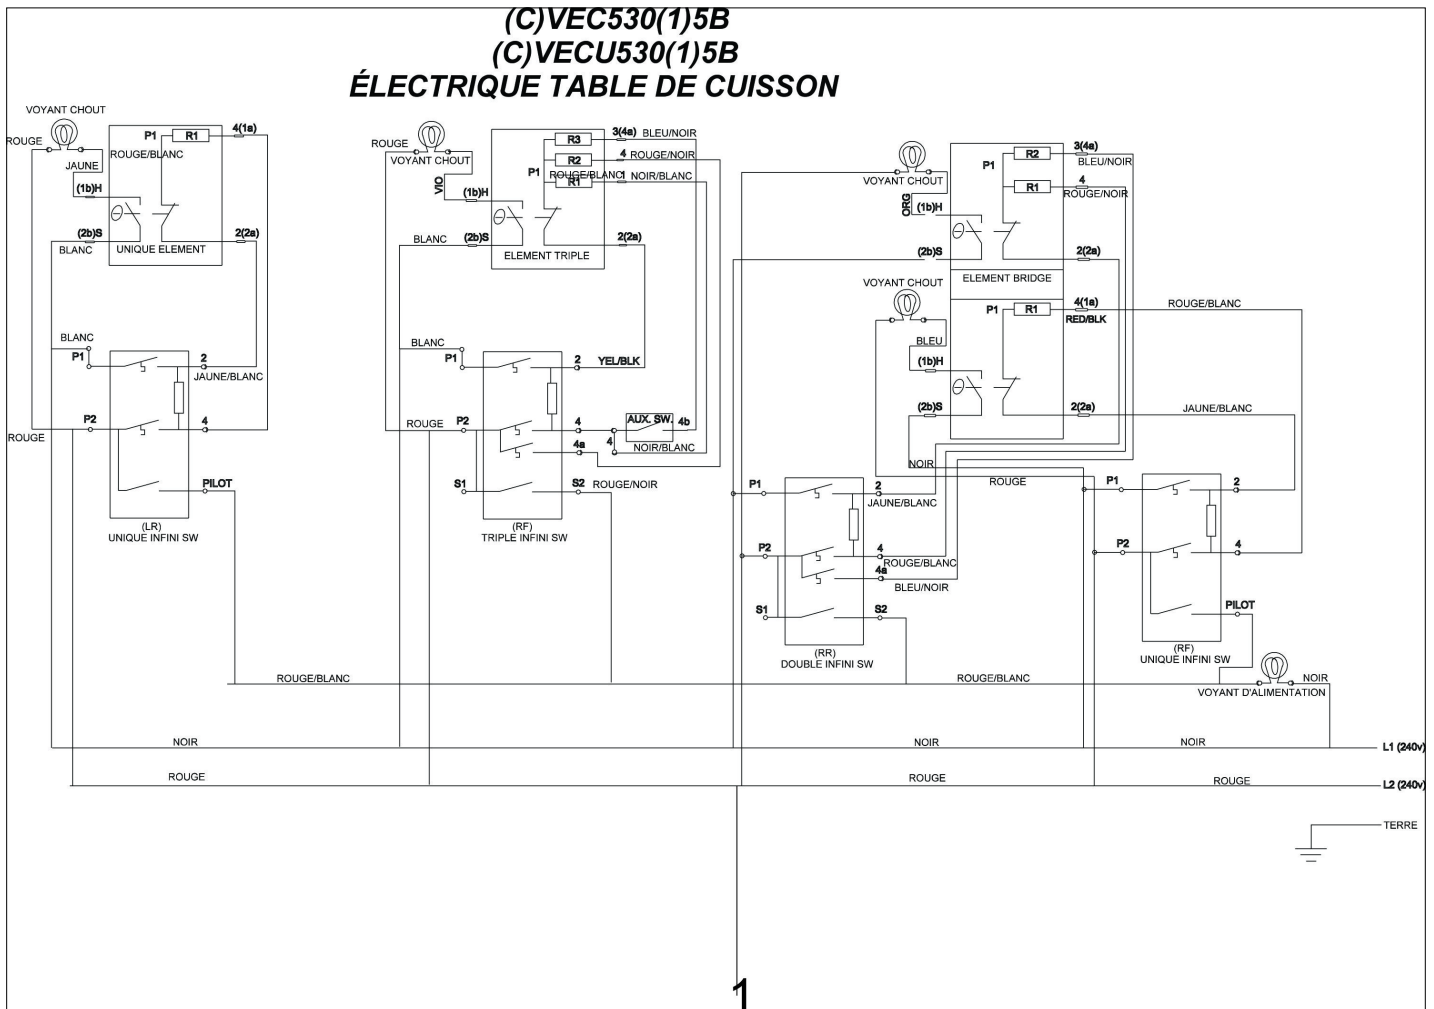 (C)VEC530(1)5B
(C)VECU530(1)5B
ÉLECTRIQUE TABLE DE CUISSON
VOYANT CHOUT
ROUGE
JAUNE
ROUGE/BLANC
P1
R1
4(1a)
(1b)H
(2b)S
BLANC
UNIQUE ELEMENT
2(2a)
BLANC
P1
2
JAUNE/BLANC
P2
4
ROUGE
PILOT
(LR)
UNIQUE INFINI SW
ROUGE
VOYANT CHOUT
VIO
R3
R2
R1
P1
ROUGE/BLANC
3(4a)
BLEU/NOIR
4
ROUGE/NOIR
1
NOIR/BLANC
(1b)H
BLANC
(2b)S
2(2a)
ELEMENT TRIPLE
BLANC
P1
2
YEL/BLK
ROUGE
P2
4
AUX. SW.
4b
4
NOIR/BLANC
4a
S1
S2
ROUGE/NOIR
(RF)
TRIPLE INFINI SW
VOYANT CHOUT
ORG
P1
R2
3(4a)
BLEU/NOIR
R1
4
ROUGE/NOIR
(1b)H
(2b)S
2(2a)
ELEMENT BRIDGE
VOYANT CHOUT
P1
R1
4(1a)
RED/BLK
ROUGE/BLANC
BLEU
(1b)H
(2b)S
2(2a)
JAUNE/BLANC
NOIR
ROUGE
P1
2
JAUNE/BLANC
P2
4
ROUGE/BLANC
4a
BLEU/NOIR
S1
S2
(RR)
DOUBLE INFINI SW
P1
2
P2
4
PILOT
(RF)
UNIQUE INFINI SW
ROUGE/BLANC
ROUGE/BLANC
NOIR
VOYANT D'ALIMENTATION
NOIR
NOIR
NOIR
L1 (240v)
ROUGE
ROUGE
ROUGE
L2 (240v)
TERRE
1